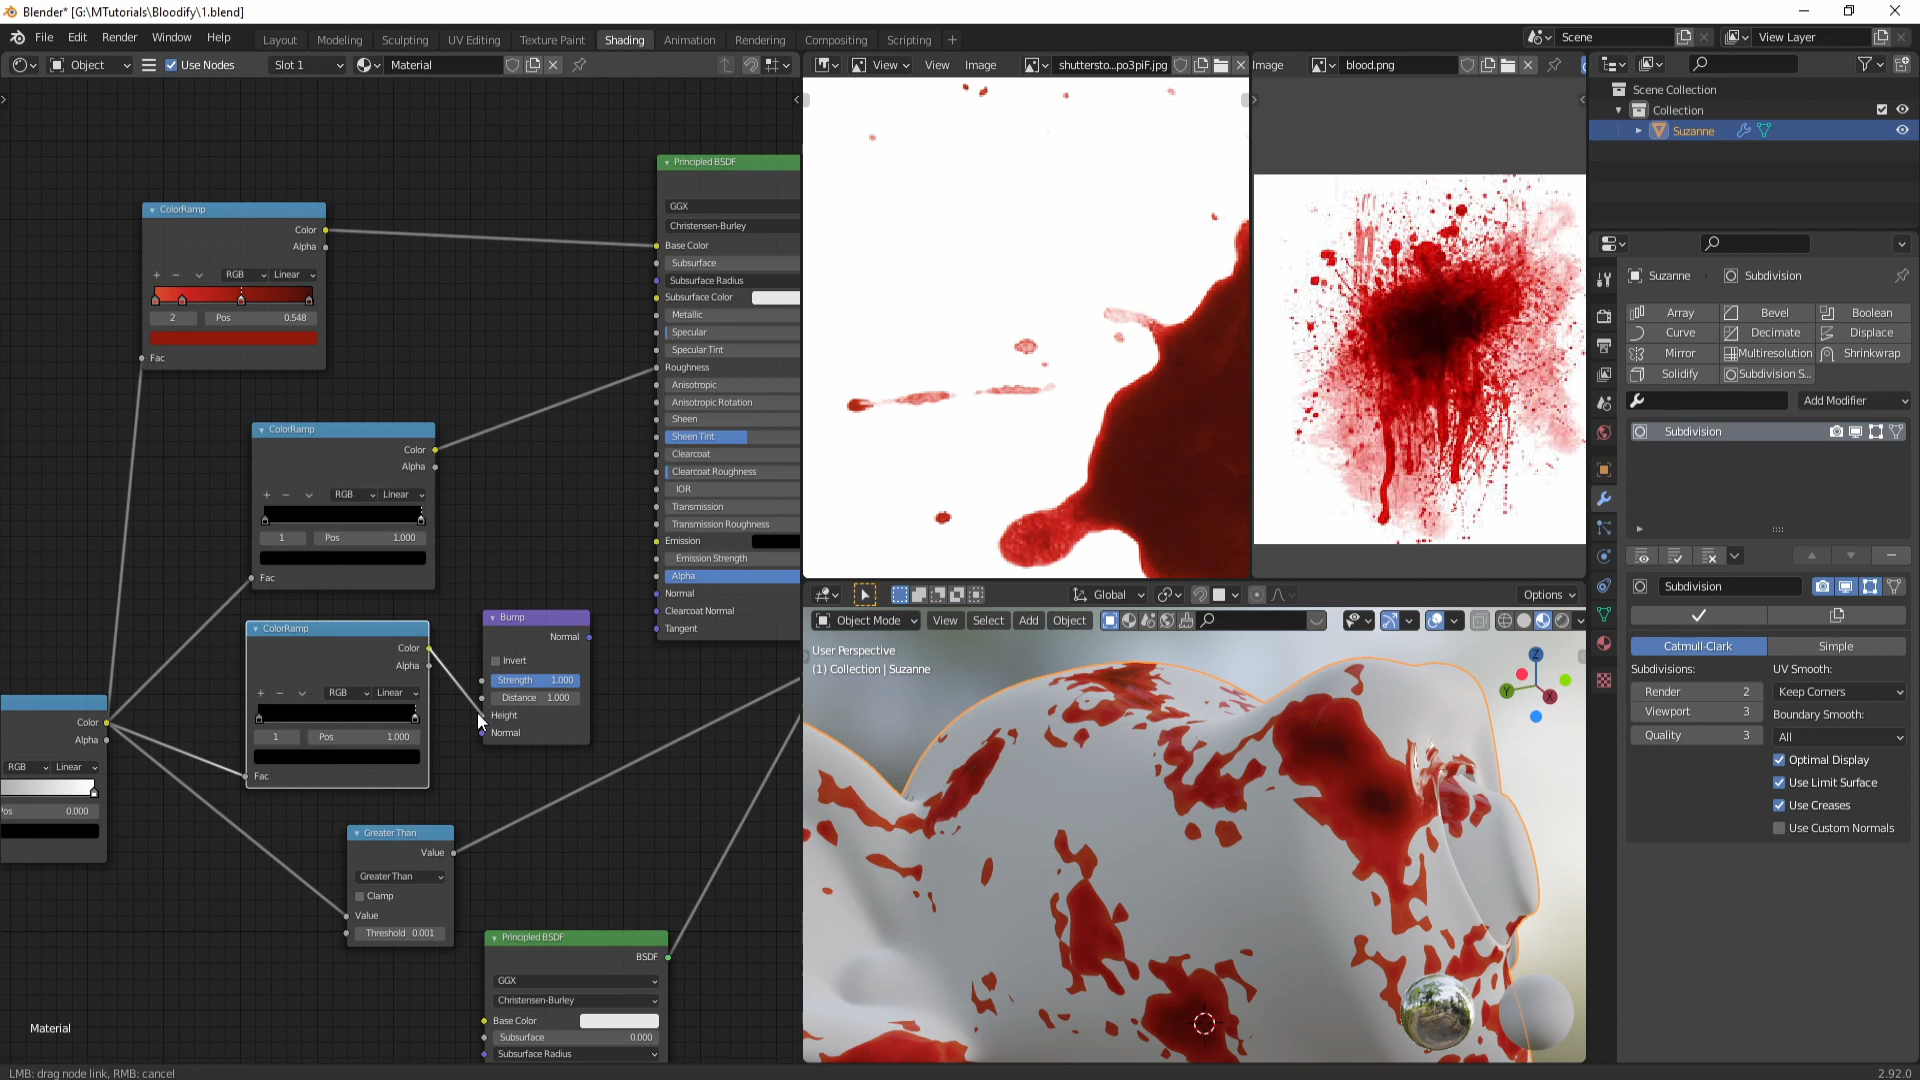 Blender* [G:\MTutorials\Bloodify\1.blend]
File Edit Render Window Help Layout Modeling Sculpting UV Editing Texture Paint Shading Animation Rendering Compositing Scripting + Scene View Layer
Object Use Nodes Slot 1 Material
View View Image shuttersto...po3piF.jpg
Image blood.png
Scene Collection
Collection
Suzanne
Principled BSDF
GGX
Christensen-Burley
Base Color
Subsurface
Subsurface Radius
Subsurface Color
Metallic
Specular
Specular Tint
Roughness
Anisotropic
Anisotropic Rotation
Sheen
Sheen Tint
Clearcoat
Clearcoat Roughness
IOR
Transmission
Transmission Roughness
Emission
Emission Strength
Alpha
Normal
Clearcoat Normal
Tangent
ColorRamp
Color
Alpha
RGB Linear
2 Pos 0.548
Fac
ColorRamp
Color
Alpha
RGB Linear
1 Pos 1.000
Fac
ColorRamp
Color
Alpha
RGB Linear
1 Pos 1.000
Fac
Bump
Normal
Invert
Strength 1.000
Distance 1.000
Height
Normal
Color
Alpha
RGB Linear
Pos 0.000
Greater Than
Value
Greater Than
Clamp
Value
Threshold 0.001
Principled BSDF
BSDF
GGX
Christensen-Burley
Base Color
Subsurface 0.000
Subsurface Radius
Material
Global Options
Object Mode View Select Add Object
User Perspective
(1) Collection | Suzanne
Z
Y
X
Suzanne Subdivision
Array Bevel Boolean
Curve Decimate Displace
Mirror Multiresolution Shrinkwrap
Solidify Subdivision S...
Add Modifier
Subdivision
Subdivision
Catmull-Clark Simple
Subdivisions: UV Smooth:
Render 2 Keep Corners
Viewport 3 Boundary Smooth:
Quality 3 All
Optimal Display
Use Limit Surface
Use Creases
Use Custom Normals
LMB: drag node link, RMB: cancel
2.92.0